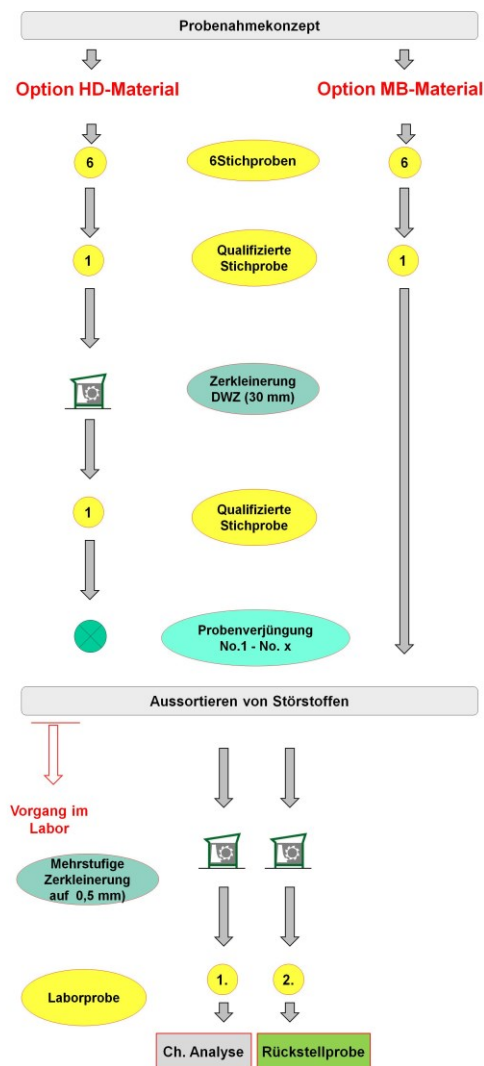 Probenahmekonzept
Option HD-Material
Option MB-Material
6
6Stichproben
6
1
Qualifizierte
Stichprobe
1
Zerkleinerung
DWZ (30 mm)
1
Qualifizierte
Stichprobe
Probenverjüngung
No.1 - No. x
Aussortieren von Störstoffen
Vorgang im
Labor
Mehrstufige
Zerkleinerung
auf 0,5 mm)
Laborprobe
1.
2.
Ch. Analyse
Rückstellprobe